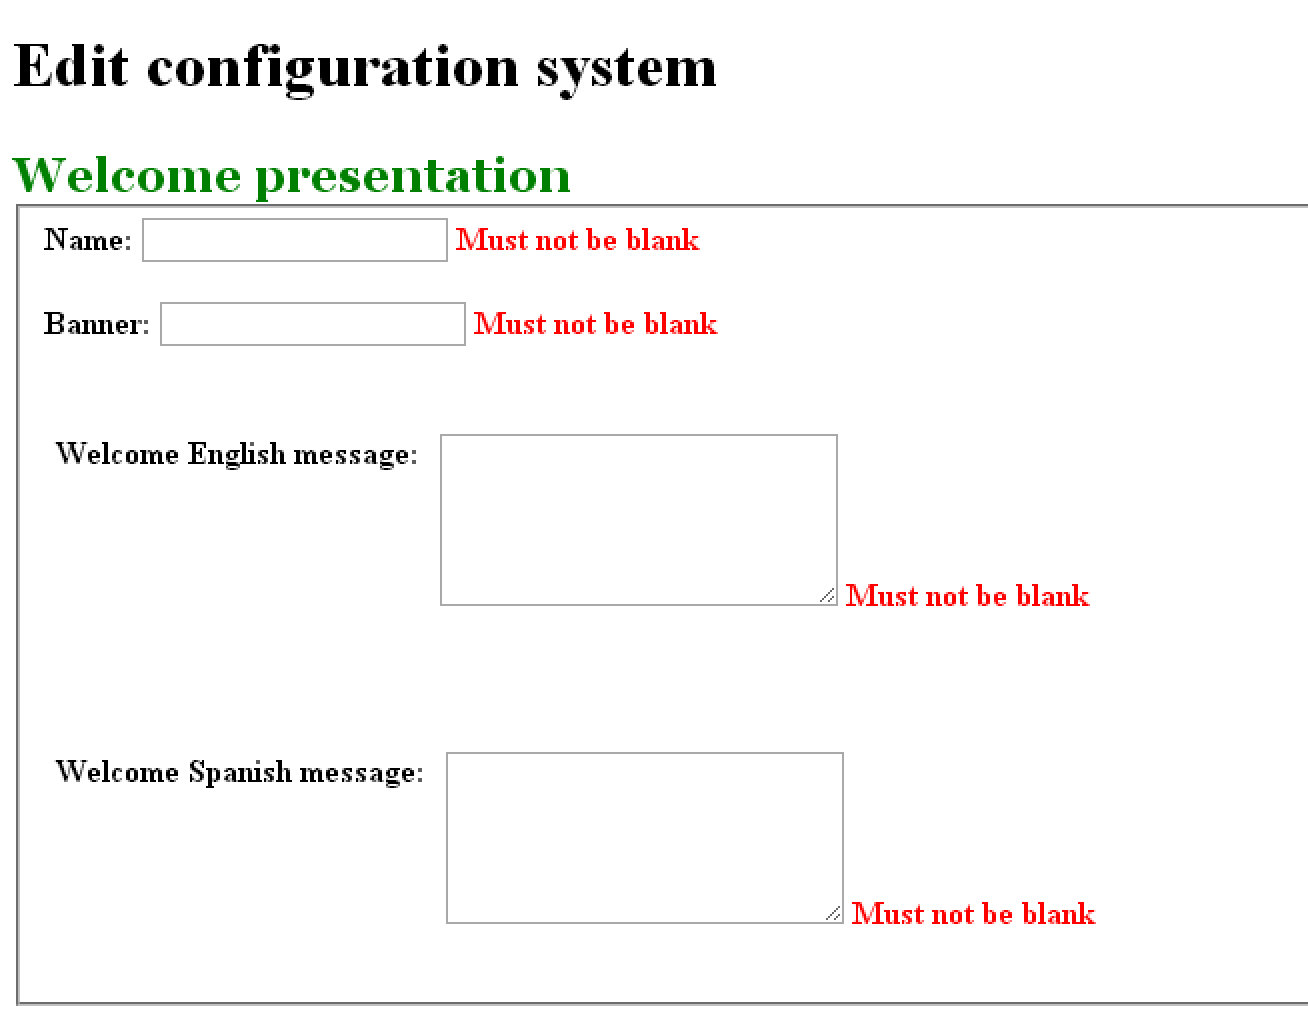 Edit configuration system
Welcome presentation
Name: Must not be blank
Banner: Must not be blank
Welcome English message:
Must not be blank
Welcome Spanish message:
Must not be blank